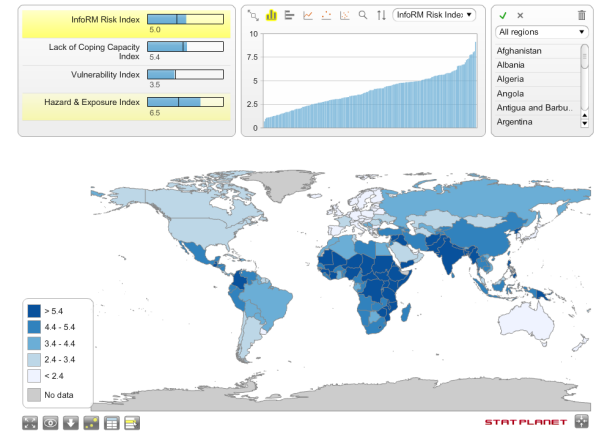 InfoRM Risk Index
5.0
Lack of Coping Capacity
Index
5.4
Vulnerability Index
3.5
Hazard & Exposure Index
6.5
InfoRM Risk Index
10
7.5
5
2.5
0
All regions
Afghanistan
Albania
Algeria
Angola
Antigua and Barbu..
Argentina
> 5.4
4.4 - 5.4
3.4 - 4.4
2.4 - 3.4
< 2.4
No data
STATPLANET